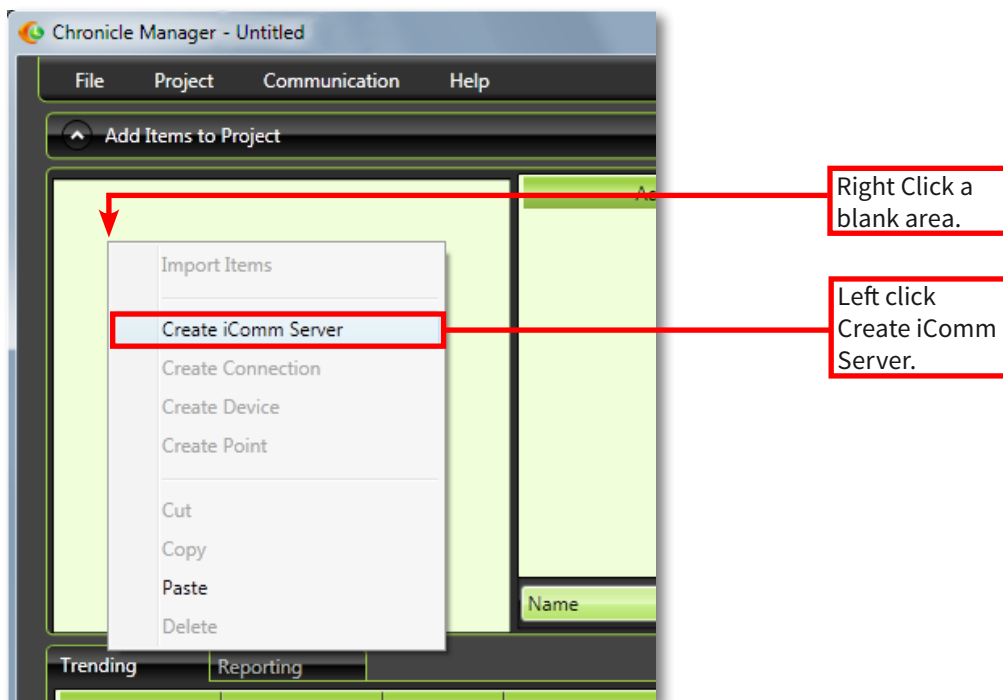 Chronicle Manager - Untitled
File Project Communication Help
Add Items to Project
Right Click a
blank area.
Import Items
Left click
Create iComm
Server.
Create iComm Server
Create Connection
Create Device
Create Point
Cut
Copy
Paste
Delete
Name
Trending Reporting